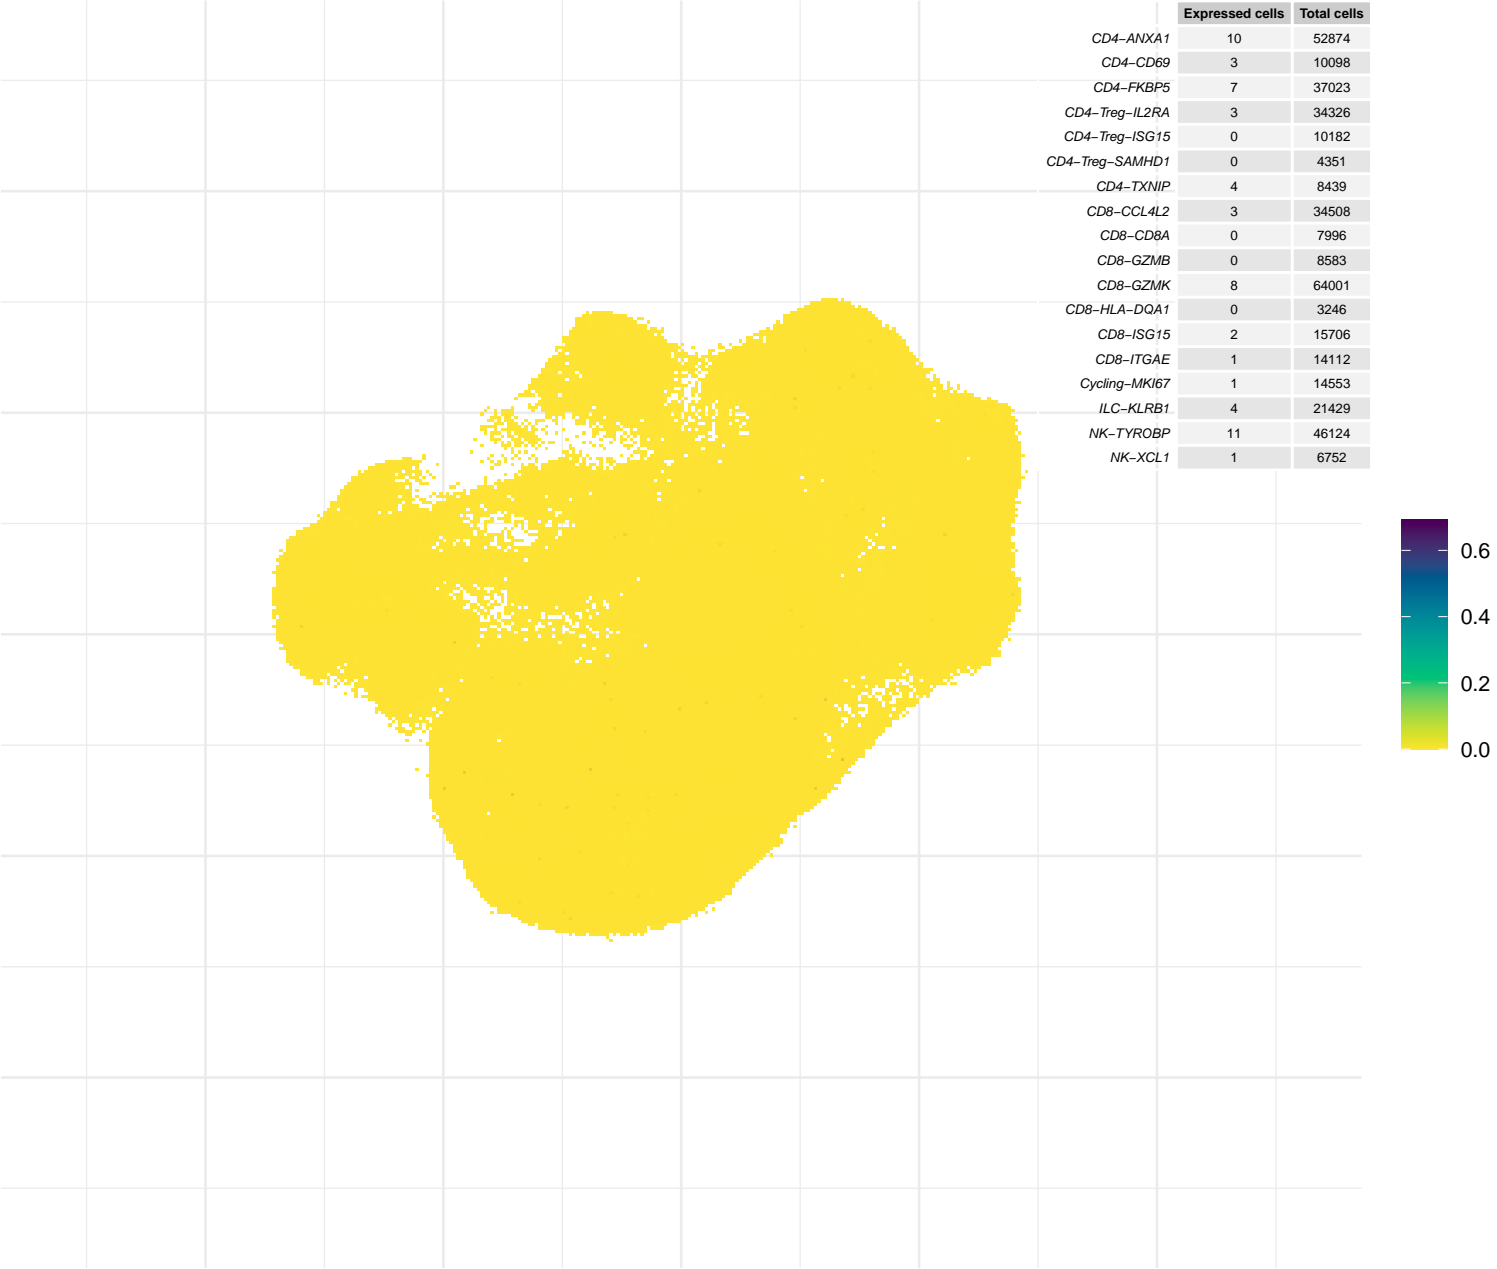 Expressed cells Total cells
CD4−ANXA1 10 52874
CD4−CD69 3 10098
CD4−FKBP5 7 37023
CD4−Treg−IL2RA 3 34326
CD4−Treg−ISG15 0 10182
CD4−Treg−SAMHD1 0 4351
CD4−TXNIP 4 8439
CD8−CCL4L2 3 34508
CD8−CD8A 0 7996
CD8−GZMB 0 8583
CD8−GZMK 8 64001
CD8−HLA−DQA1 0 3246
CD8−ISG15 2 15706
CD8−ITGAE 1 14112
Cycling−MKI67 1 14553
ILC−KLRB1 4 21429
NK−TYROBP 11 46124
NK−XCL1 1 6752
0.6
0.4
0.2
0.0